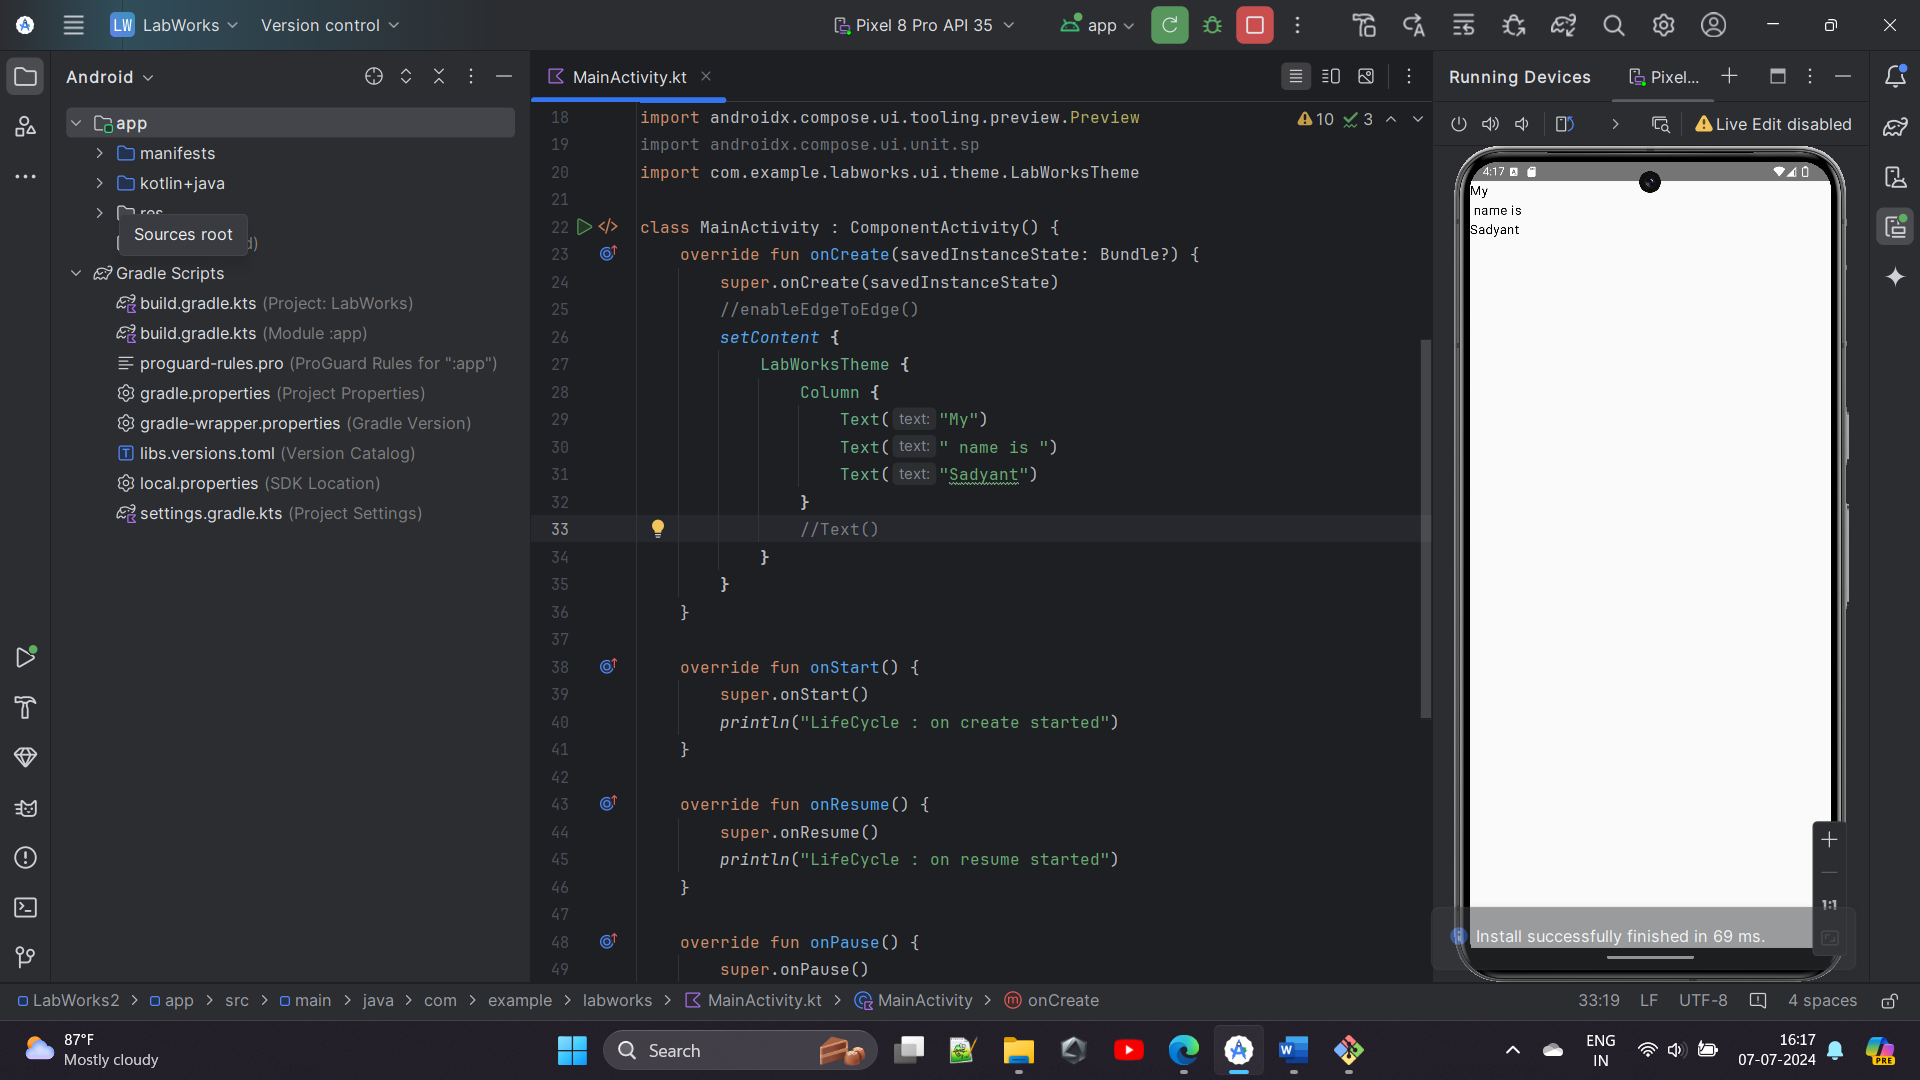 LW LabWorks Version control Pixel 8 Pro API 35 app
Android
app
manifests
kotlin+java
res
Sources root
Gradle Scripts
build.gradle.kts (Project: LabWorks)
build.gradle.kts (Module :app)
proguard-rules.pro (ProGuard Rules for ":app")
gradle.properties (Project Properties)
gradle-wrapper.properties (Gradle Version)
libs.versions.toml (Version Catalog)
local.properties (SDK Location)
settings.gradle.kts (Project Settings)
MainActivity.kt
10 3
18 import androidx.compose.ui.tooling.preview.Preview
19 import androidx.compose.ui.unit.sp
20 import com.example.labworks.ui.theme.LabWorksTheme
21
22 class MainActivity : ComponentActivity() {
23 override fun onCreate(savedInstanceState: Bundle?) {
24 super.onCreate(savedInstanceState)
25 //enableEdgeToEdge()
26 setContent {
27 LabWorksTheme {
28 Column {
29 Text( text: "My")
30 Text( text: " name is ")
31 Text( text: "Sadyant")
32 }
33 //Text()
34 }
35 }
36 }
37
38 override fun onStart() {
39 super.onStart()
40 println("LifeCycle : on create started")
41 }
42
43 override fun onResume() {
44 super.onResume()
45 println("LifeCycle : on resume started")
46 }
47
48 override fun onPause() {
49 super.onPause()
Running Devices Pixel...
Live Edit disabled
4:17
My
name is
Sadyant
1:1
Install successfully finished in 69 ms.
LabWorks2 > app > src > main > java > com > example > labworks > MainActivity.kt > MainActivity > onCreate
33:19 LF UTF-8 4 spaces
87°F
Mostly cloudy
Search
ENG
IN
16:17
07-07-2024
PRE